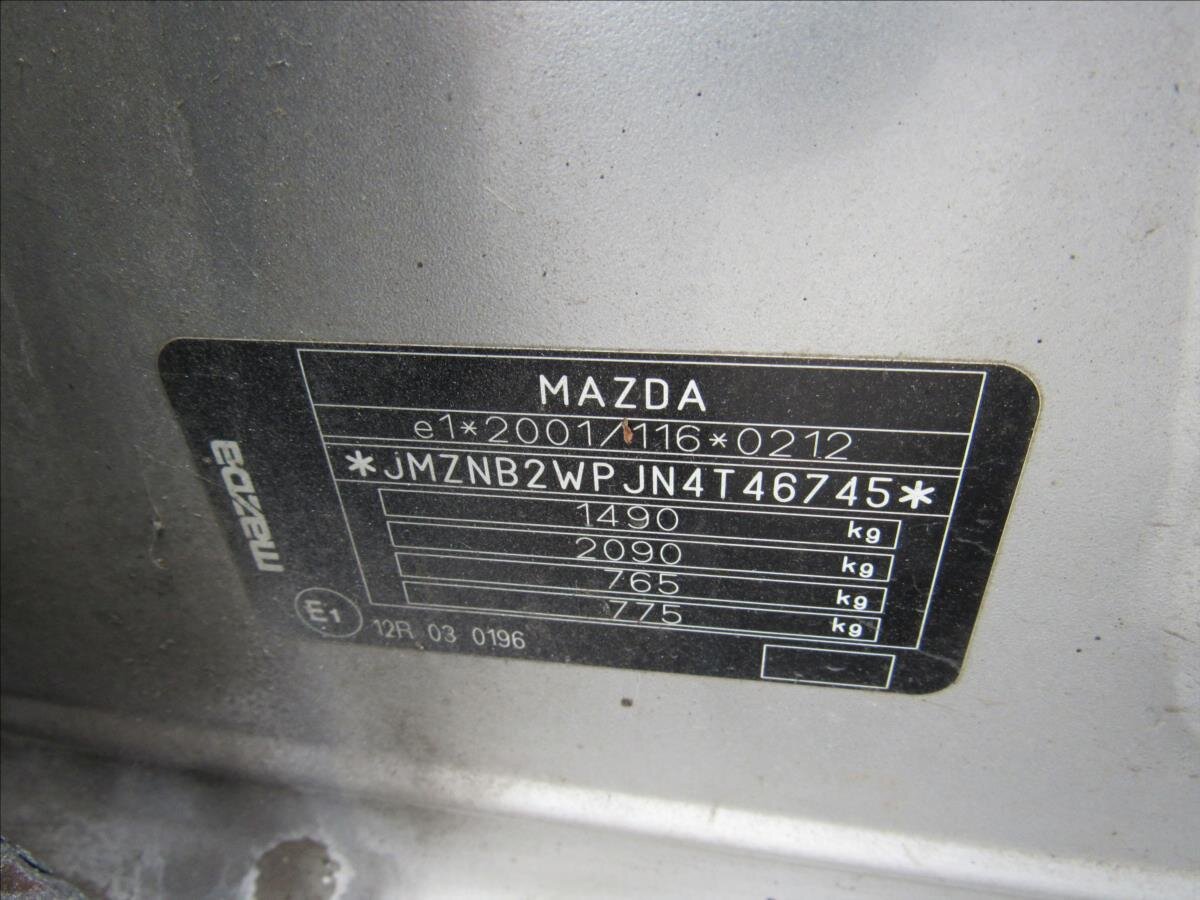 MAZDA
e1*2001/116*0212
*JMZNB2WPJN4T46745*
1490 kg
2090 kg
765 kg
775 kg
mazda
E1 12R 03 0196